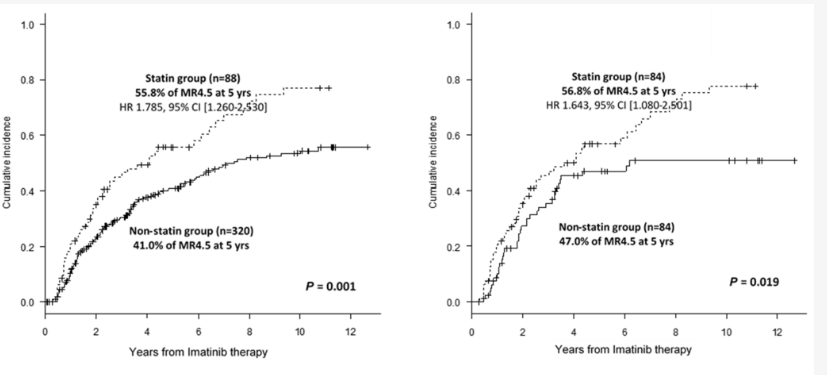 1.0
0.8
0.6
0.4
0.2
0.0
Cumulative incidence
Statin group (n=88)
55.8% of MR4.5 at 5 yrs
HR 1.785, 95% CI [1.260-2.530]
Non-statin group (n=320)
41.0% of MR4.5 at 5 yrs
P = 0.001
0 2 4 6 8 10 12
Years from Imatinib therapy
1.0
0.8
0.6
0.4
0.2
0.0
Cumulative incidence
Statin group (n=84)
56.8% of MR4.5 at 5 yrs
HR 1.643, 95% CI [1.080-2.501]
Non-statin group (n=84)
47.0% of MR4.5 at 5 yrs
P = 0.019
0 2 4 6 8 10 12
Years from Imatinib therapy